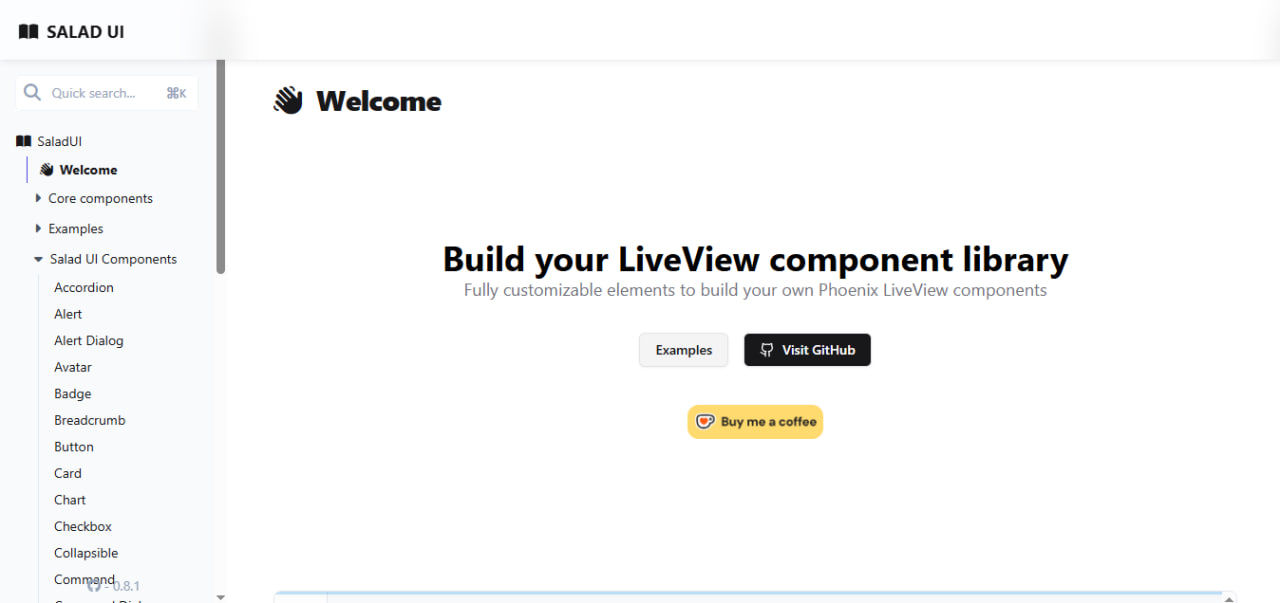 SALAD UI
Quick search... ⌘K
SaladUI
Welcome
Core components
Examples
Salad UI Components
Accordion
Alert
Alert Dialog
Avatar
Badge
Breadcrumb
Button
Card
Chart
Checkbox
Collapsible
Command
- 0.8.1
Welcome
Build your LiveView component library
Fully customizable elements to build your own Phoenix LiveView components
Examples
Visit GitHub
Buy me a coffee